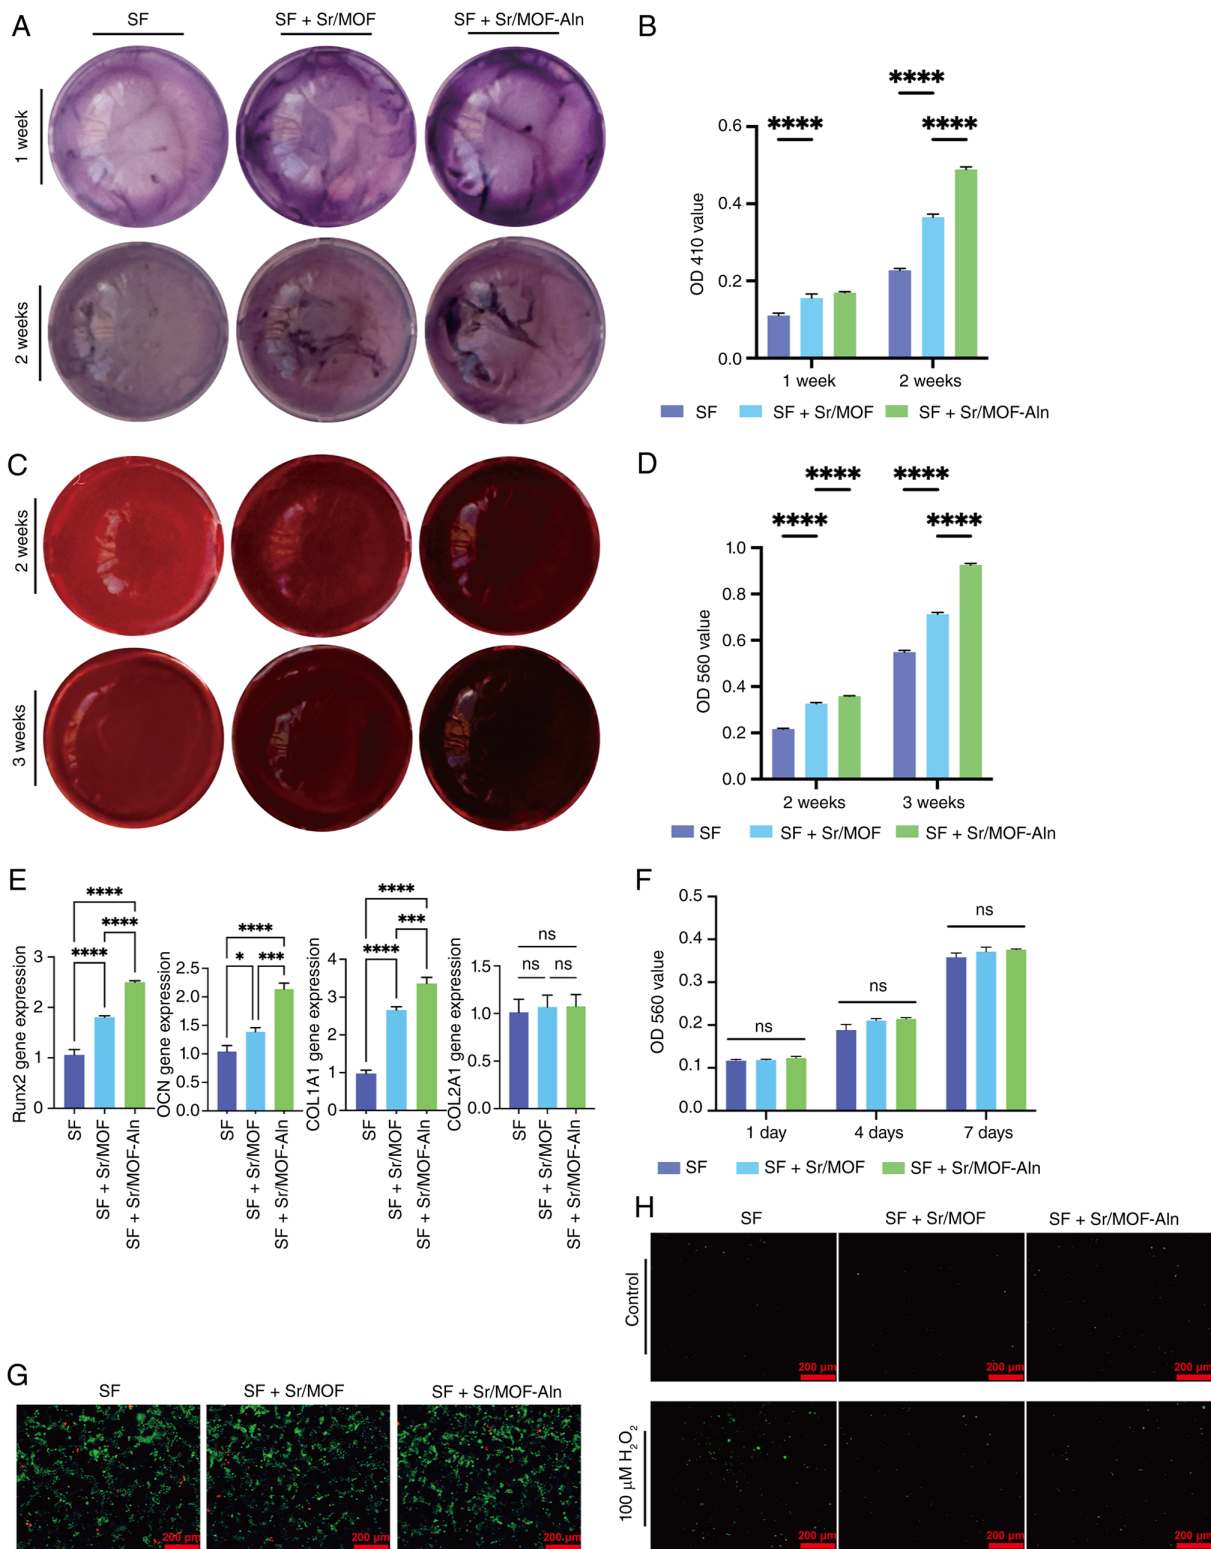 A
SF
SF + Sr/MOF
SF + Sr/MOF-Aln
1 week
2 weeks
B
****
****
****
OD 410 value
0.6
0.4
0.2
0.0
1 week
2 weeks
SF
SF + Sr/MOF
SF + Sr/MOF-Aln
C
2 weeks
3 weeks
D
****
****
****
****
OD 560 value
1.0
0.8
0.6
0.4
0.2
0.0
2 weeks
3 weeks
SF
SF + Sr/MOF
SF + Sr/MOF-Aln
E
****
****
****
Runx2 gene expression
3
2
1
0
SF
SF + Sr/MOF
SF + Sr/MOF-Aln
****
*
***
OCN gene expression
2.5
2.0
1.5
1.0
0.5
0.0
SF
SF + Sr/MOF
SF + Sr/MOF-Aln
****
***
****
COL1A1 gene expression
4
3
2
1
0
SF
SF + Sr/MOF
SF + Sr/MOF-Aln
ns
ns
ns
COL2A1 gene expression
1.5
1.0
0.5
0.0
SF
SF + Sr/MOF
SF + Sr/MOF-Aln
F
OD 560 value
0.5
0.4
0.3
0.2
0.1
0.0
ns
ns
ns
1 day
4 days
7 days
SF
SF + Sr/MOF
SF + Sr/MOF-Aln
G
SF
SF + Sr/MOF
SF + Sr/MOF-Aln
200 µm
200 µm
200 µm
H
SF
SF + Sr/MOF
SF + Sr/MOF-Aln
Control
200 µm
200 µm
200 µm
100 µM H₂O₂
200 µm
200 µm
200 µm